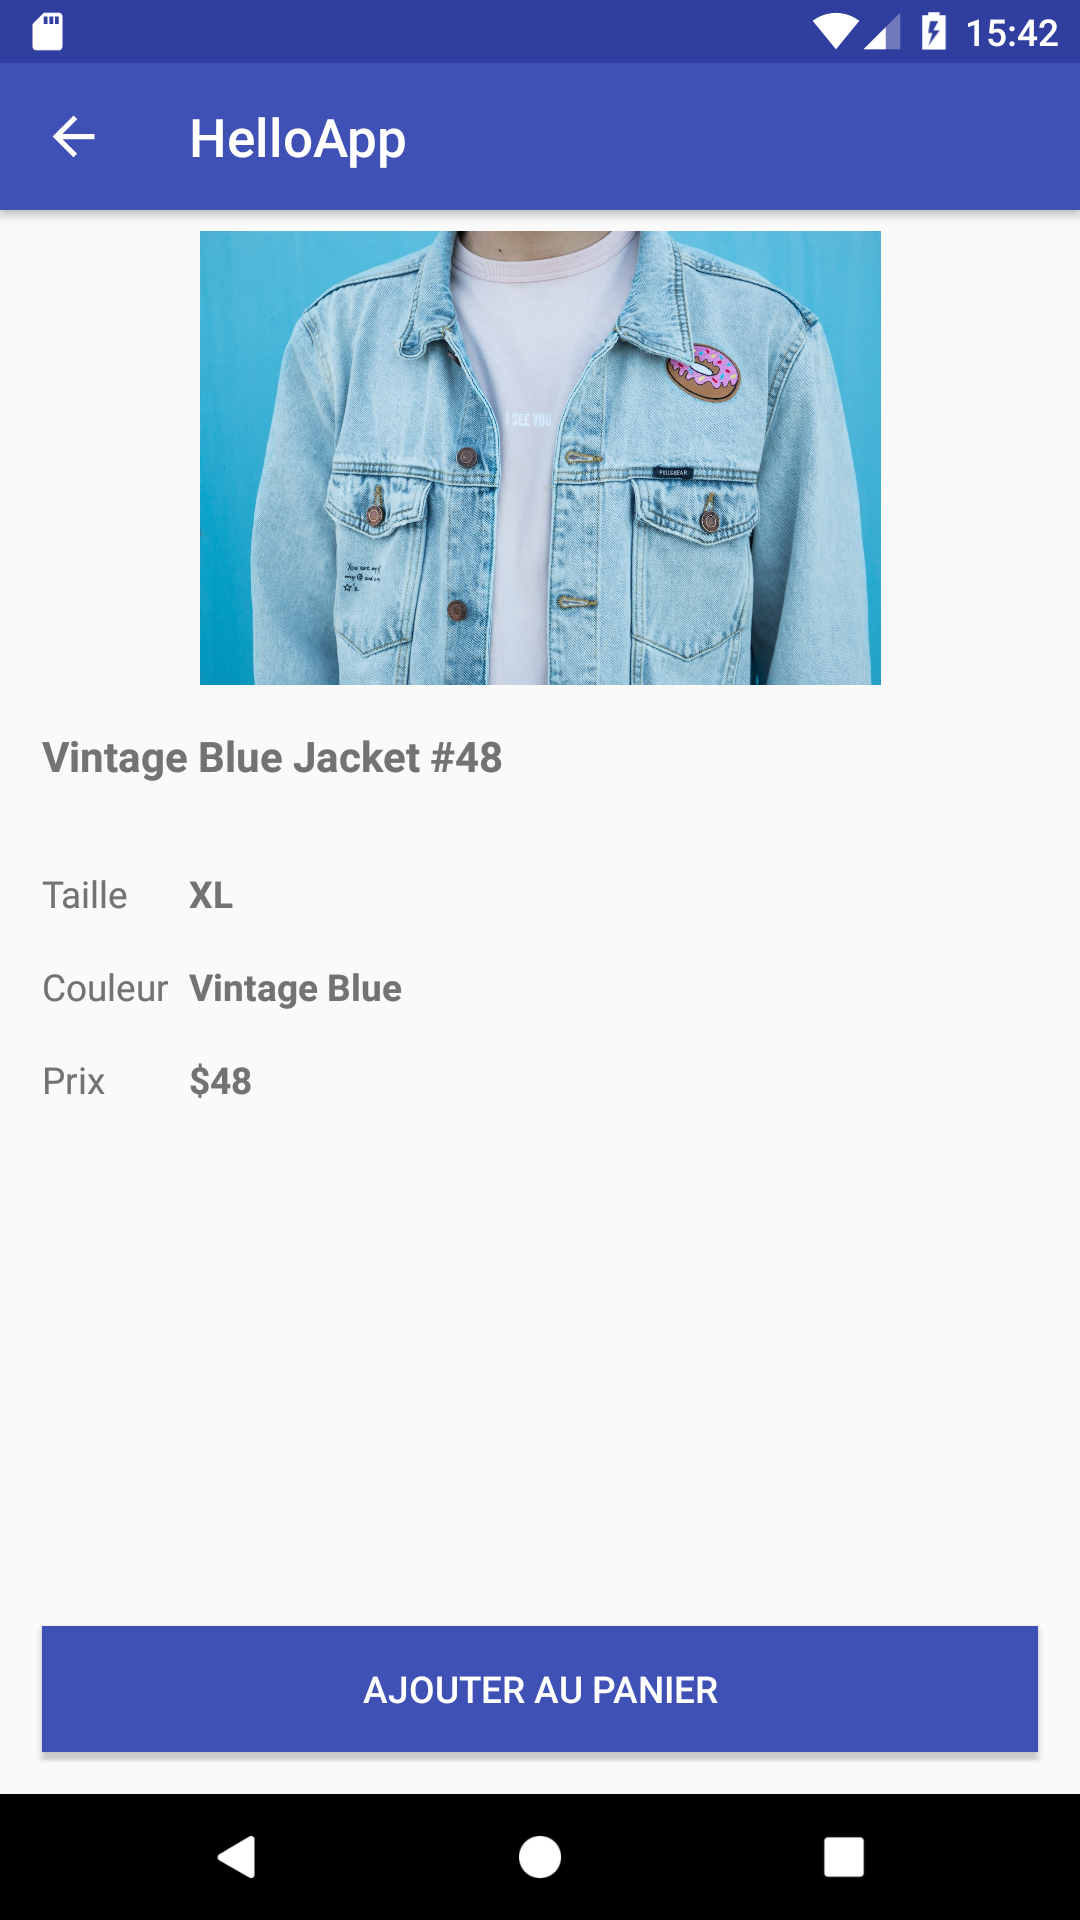 15:42
HelloApp
I SEE YOU
PULL&BEAR
Vintage Blue Jacket #48
Taille XL
Couleur Vintage Blue
Prix $48
AJOUTER AU PANIER